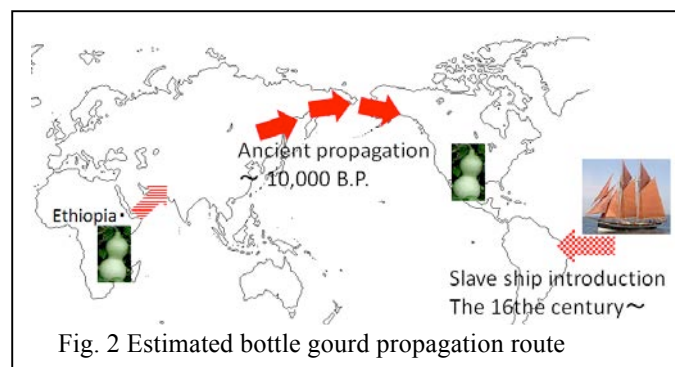 Ancient propagation
～ 10,000 B.P.
Ethiopia
Slave ship introduction
The 16the century～
Fig. 2 Estimated bottle gourd propagation route